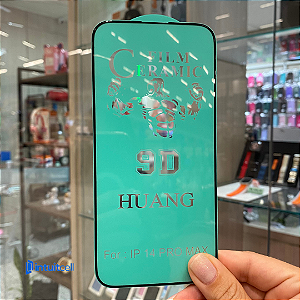 FILM
CERAMIC
9D
HUANG
For IP 14 PRO MAX